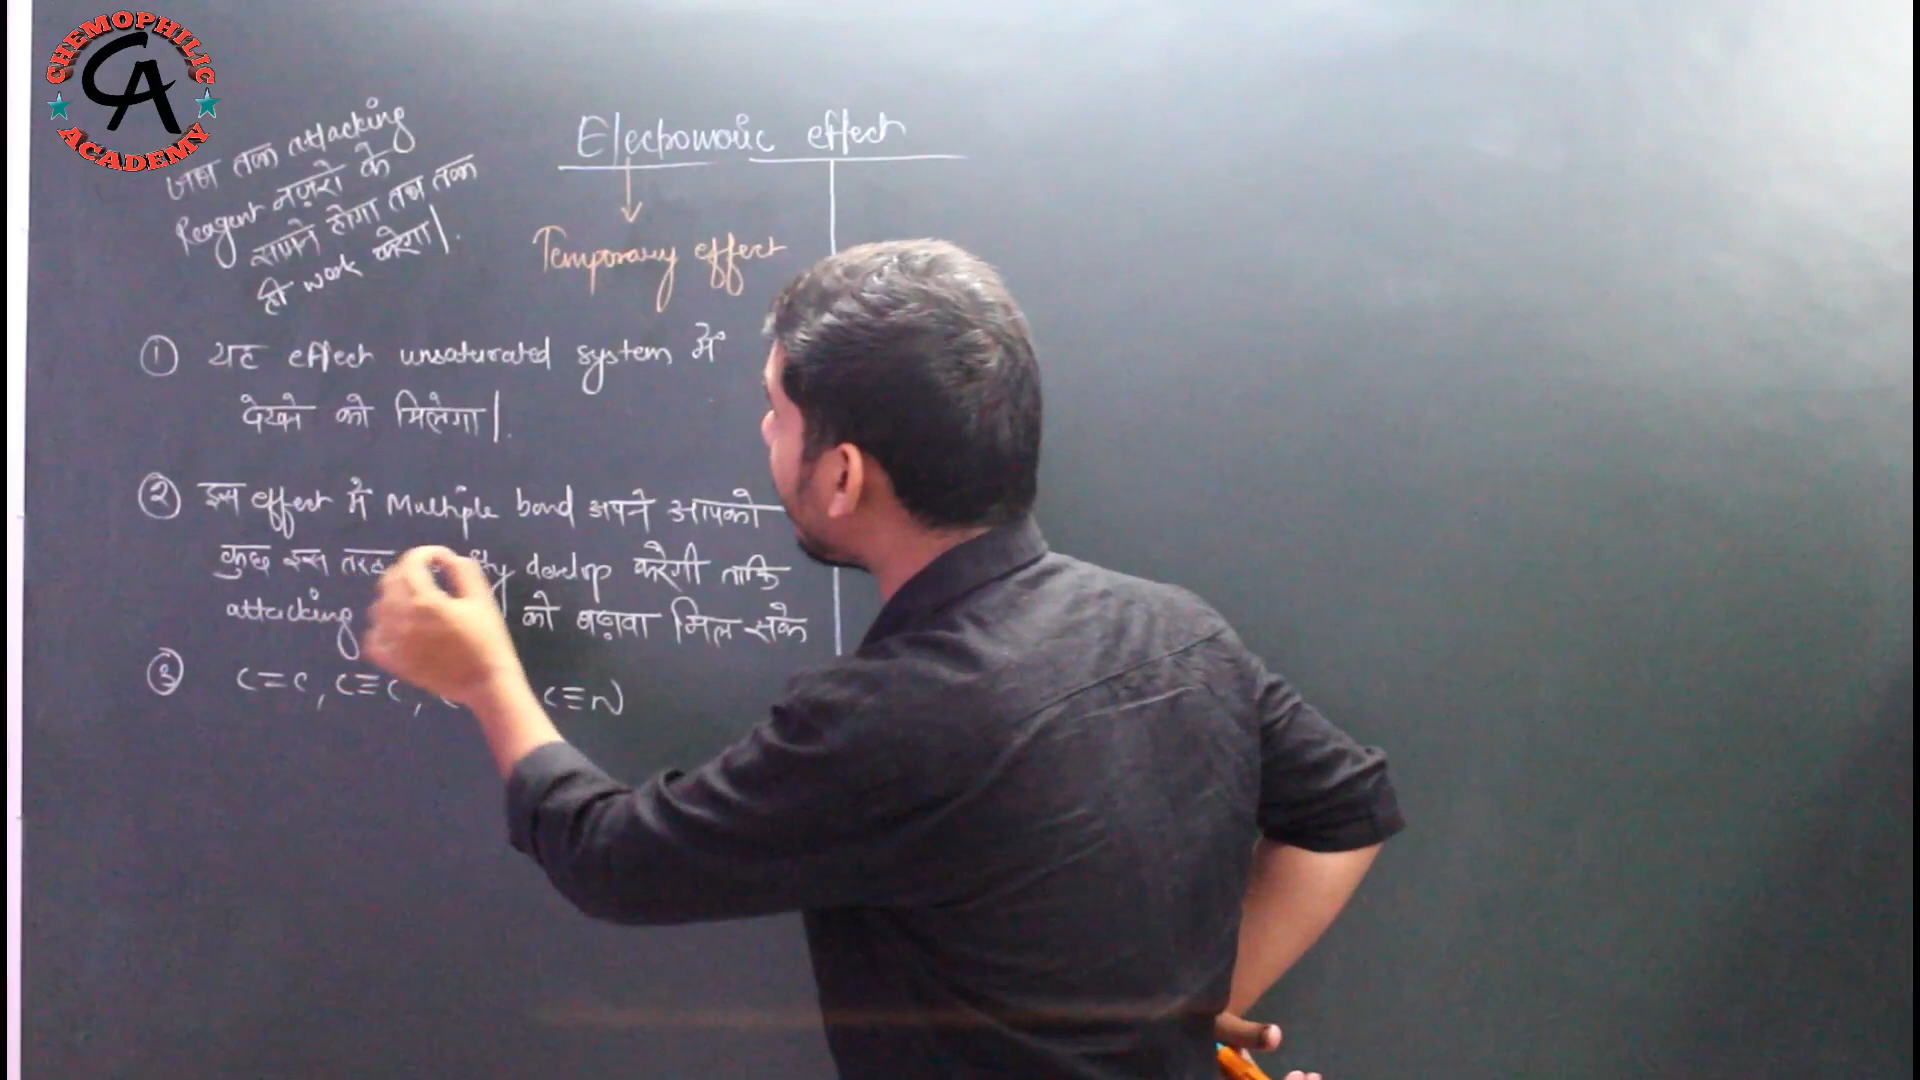 CHEMOPHILIC
CA
ACADEMY
जब तक attacking
Reagent नज़रो के
सामने होगा तब तक
ही work करेगा।
Electromeric effect
Temporary effect
① यह effect unsaturated system में
देखने को मिलेगा।
② इस effect में Multiple bond अपने आपको
कुछ इस तरह develop करेगी ताकि
attacking को बढ़ावा मिल सके
③ C=C, C≡C, C≡N